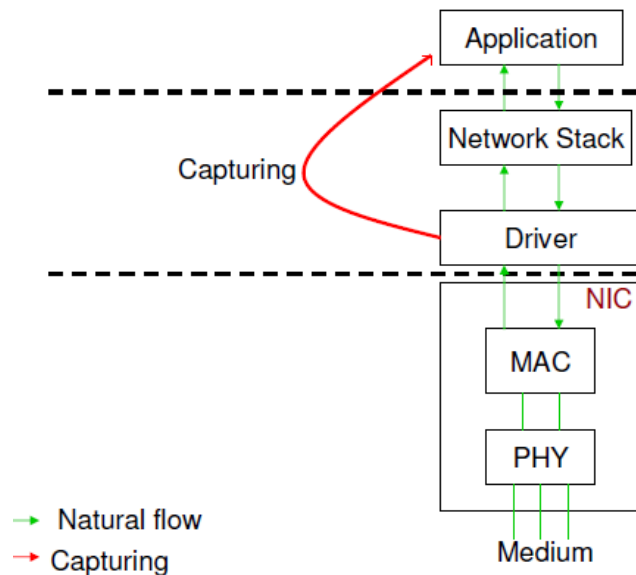 Application
Network Stack
Capturing
Driver
NIC
MAC
PHY
Natural flow
Medium
Capturing